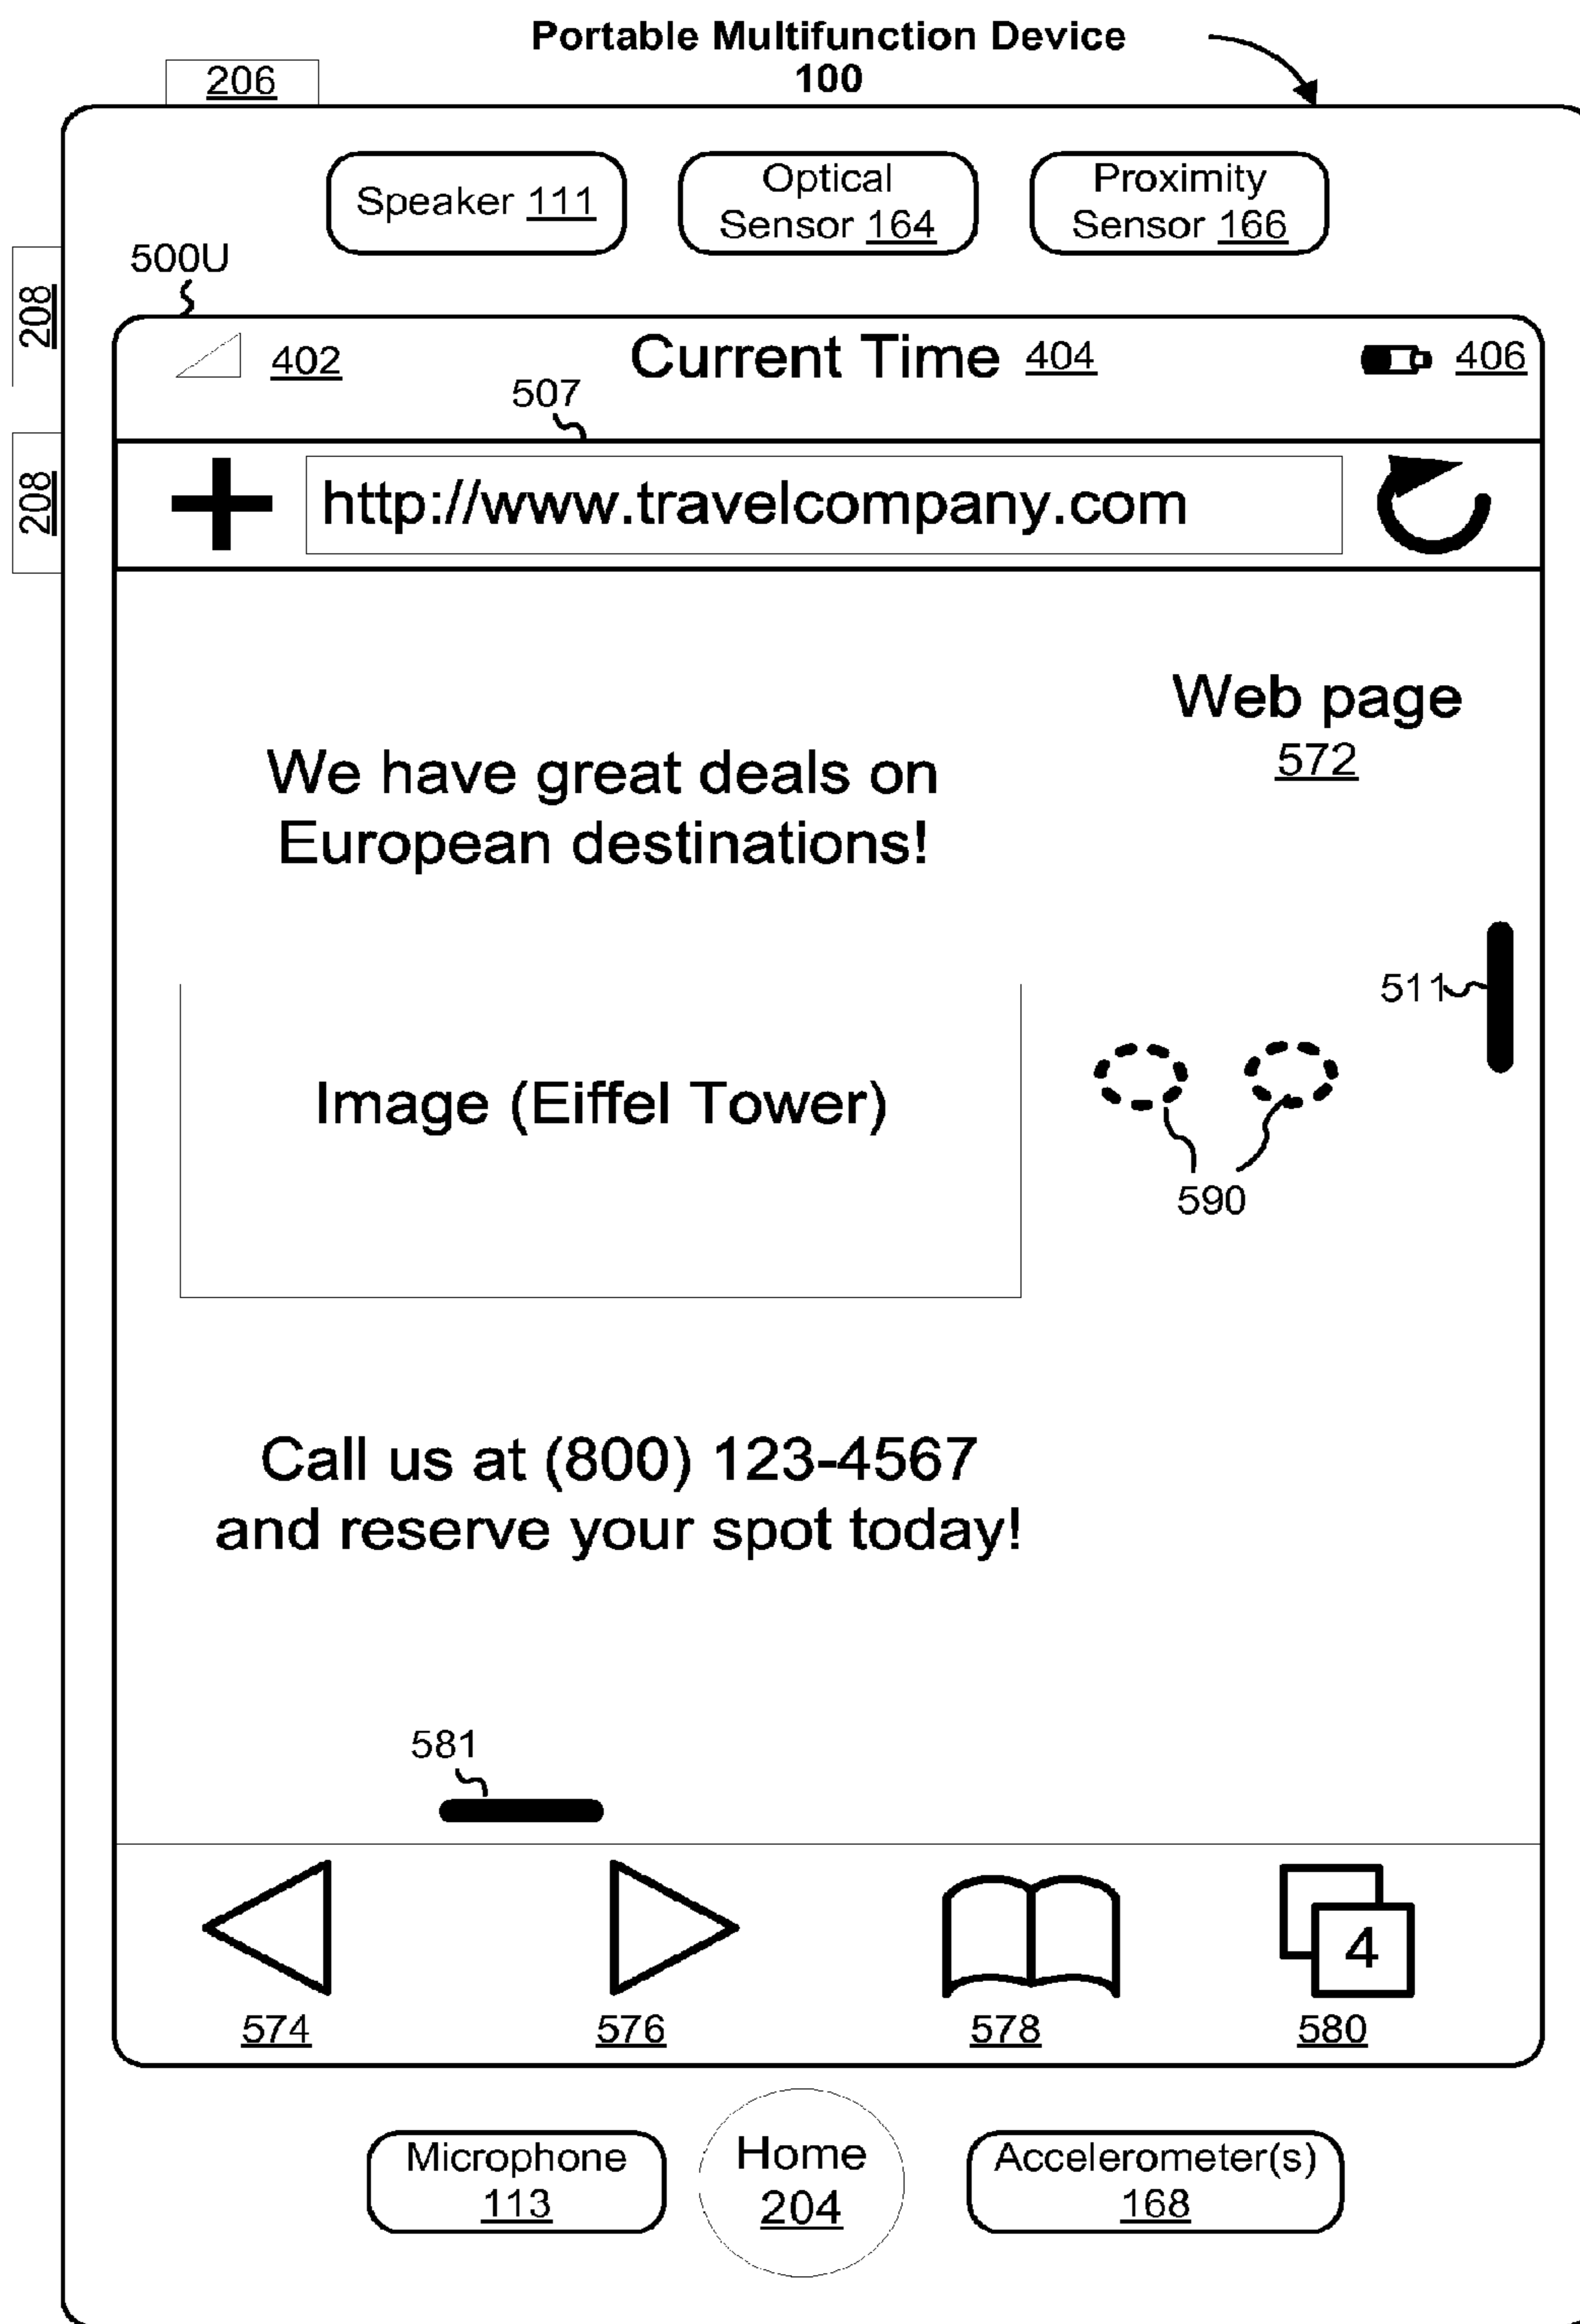 Portable Multifunction Device
100
206
Speaker 111
Optical
Sensor 164
Proximity
Sensor 166
500U
208
402
Current Time 404
406
507
208
http://www.travelcompany.com
Web page
572
We have great deals on
European destinations!
511
Image (Eiffel Tower)
590
Call us at (800) 123-4567
and reserve your spot today!
581
4
574
576
578
580
Microphone
113
Home
204
Accelerometer(s)
168